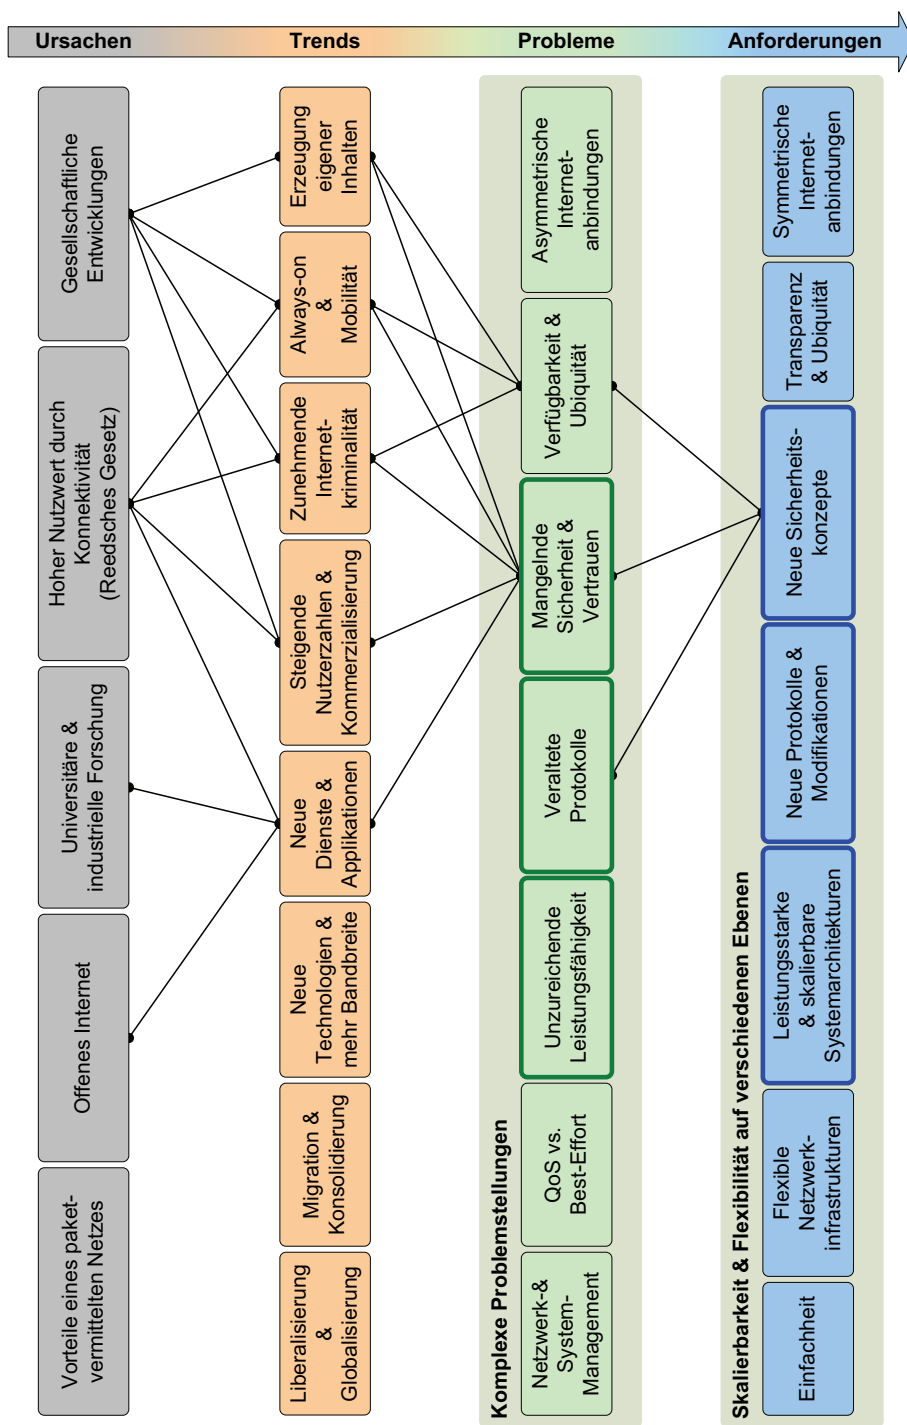 Ursachen
Trends
Probleme
Anforderungen
Gesellschaftliche
Entwicklungen
Hoher Nutzwert durch
Konnektivität
(Reedsches Gesetz)
Universitäre &
industrielle Forschung
Offenes Internet
Vorteile eines paket-
vermittelten Netzes
Erzeugung
eigener
Inhalten
Always-on
&
Mobilität
Zunehmende
Internet-
kriminalität
Steigende
Nutzerzahlen &
Kommerzialisierung
Neue
Dienste &
Applikationen
Neue
Technologien &
mehr Bandbreite
Migration &
Konsolidierung
Liberalisierung
&
Globalisierung
Komplexe Problemstellungen
Asymmetrische
Internet-
anbindungen
Verfügbarkeit &
Ubiquität
Mangelnde
Sicherheit &
Vertrauen
Veraltete
Protokolle
Unzureichende
Leistungsfähigkeit
QoS vs.
Best-Effort
Netzwerk-&
System-
Management
Skalierbarkeit & Flexibilität auf verschiedenen Ebenen
Symmetrische
Internet-
anbindungen
Transparenz
& Ubiquität
Neue Sicherheits-
konzepte
Neue Protokolle &
Modifikationen
Leistungsstarke
& skalierbare
Systemarchitekturen
Flexible
Netzwerk-
infrastrukturen
Einfachheit